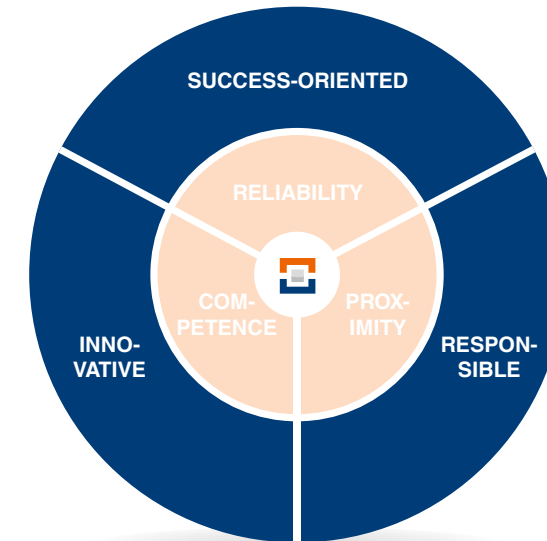 SUCCESS-ORIENTED
RELIABILITY
COM-
PETENCE
PROX-
IMITY
INNO-
VATIVE
RESPON-
SIBLE